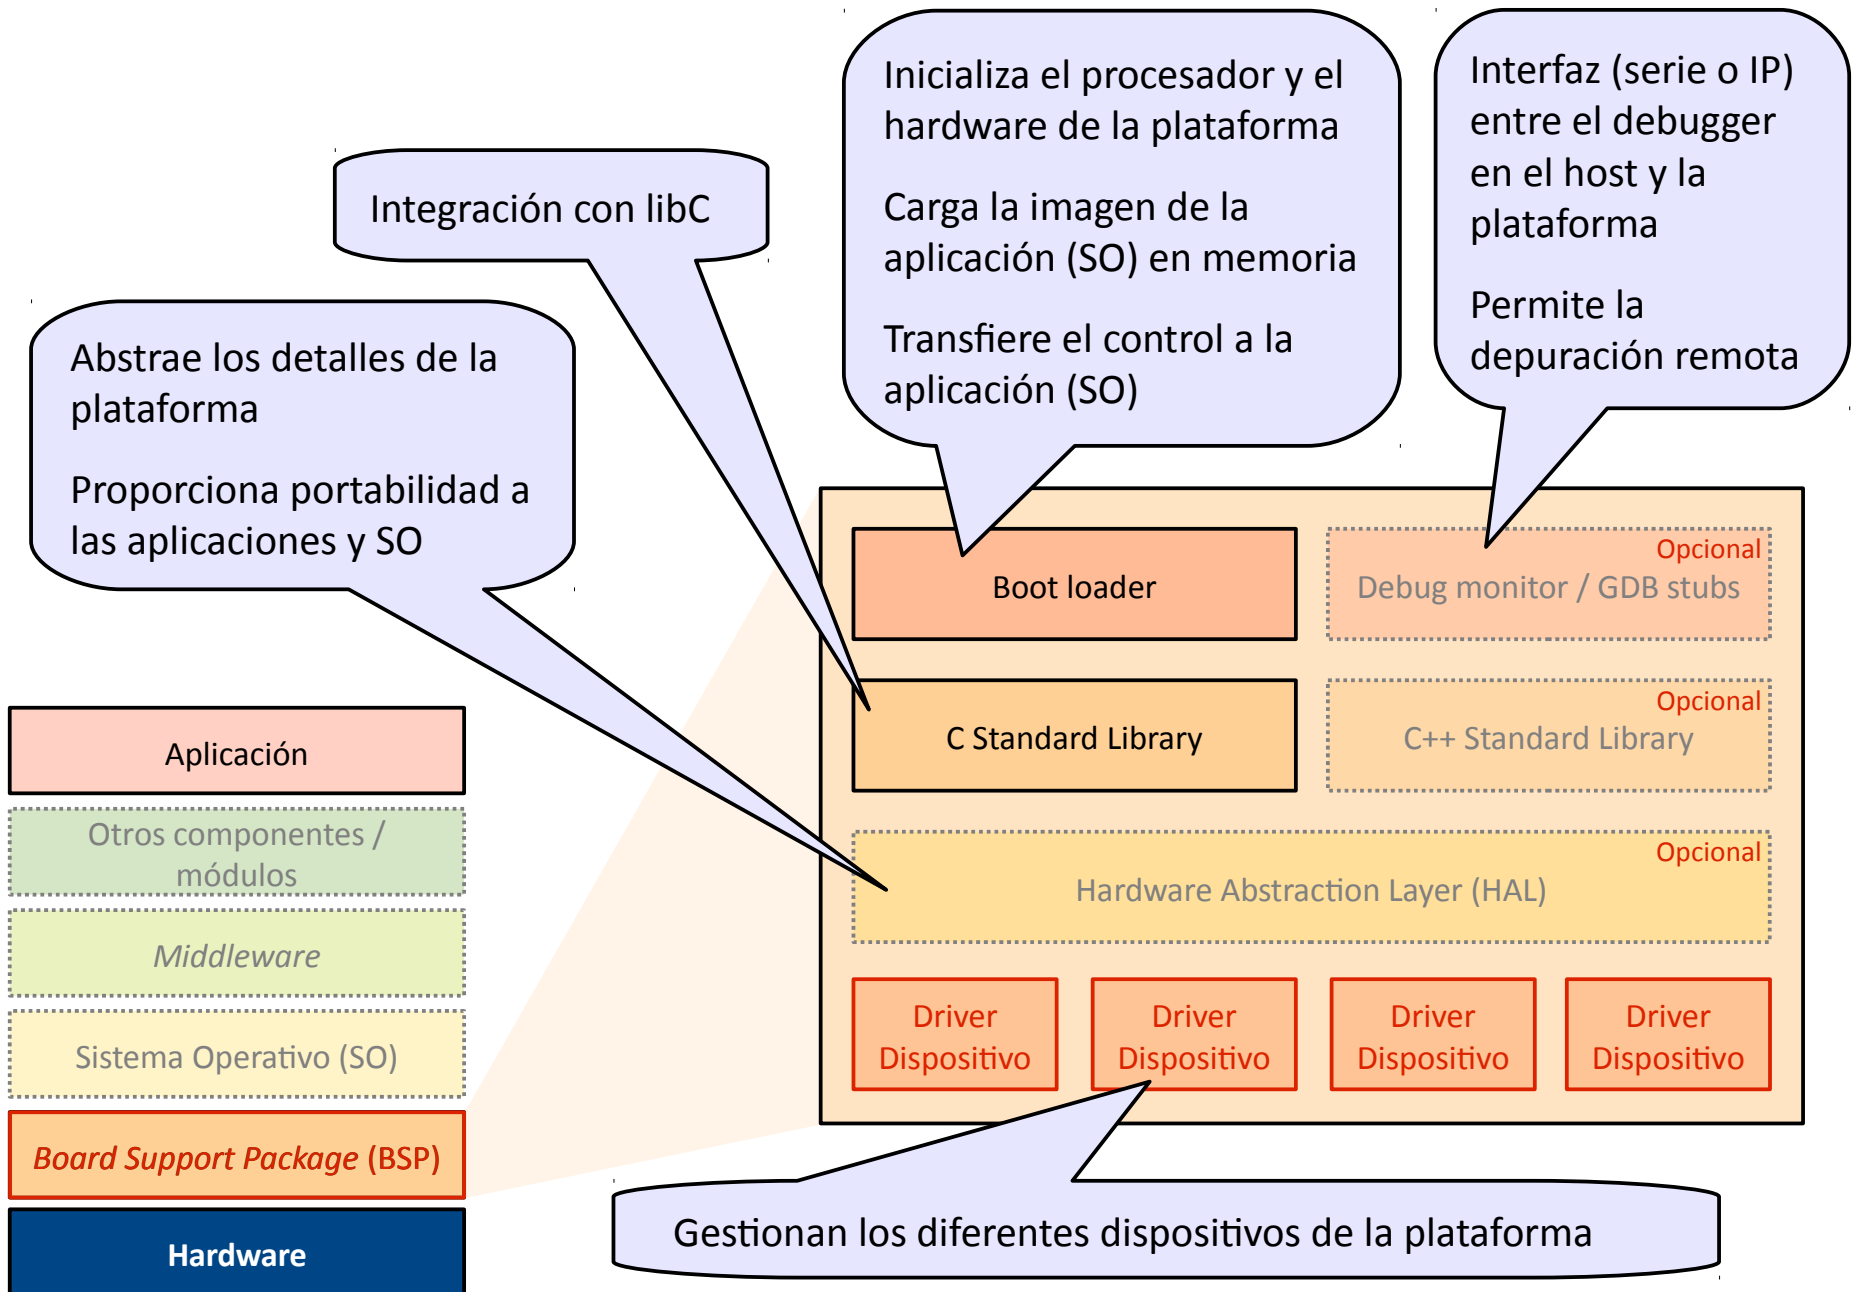 Inicializa el procesador y el
hardware de la plataforma
Carga la imagen de la
aplicación (SO) en memoria
Transfiere el control a la
aplicación (SO)
Interfaz (serie o IP)
entre el debugger
en el host y la
plataforma
Permite la
depuración remota
Integración con libC
Abstrae los detalles de la
plataforma
Proporciona portabilidad a
las aplicaciones y SO
Boot loader
Opcional
Debug monitor / GDB stubs
C Standard Library
Opcional
C++ Standard Library
Opcional
Hardware Abstraction Layer (HAL)
Driver
Dispositivo
Driver
Dispositivo
Driver
Dispositivo
Driver
Dispositivo
Aplicación
Otros componentes /
módulos
Middleware
Sistema Operativo (SO)
Board Support Package (BSP)
Hardware
Gestionan los diferentes dispositivos de la plataforma